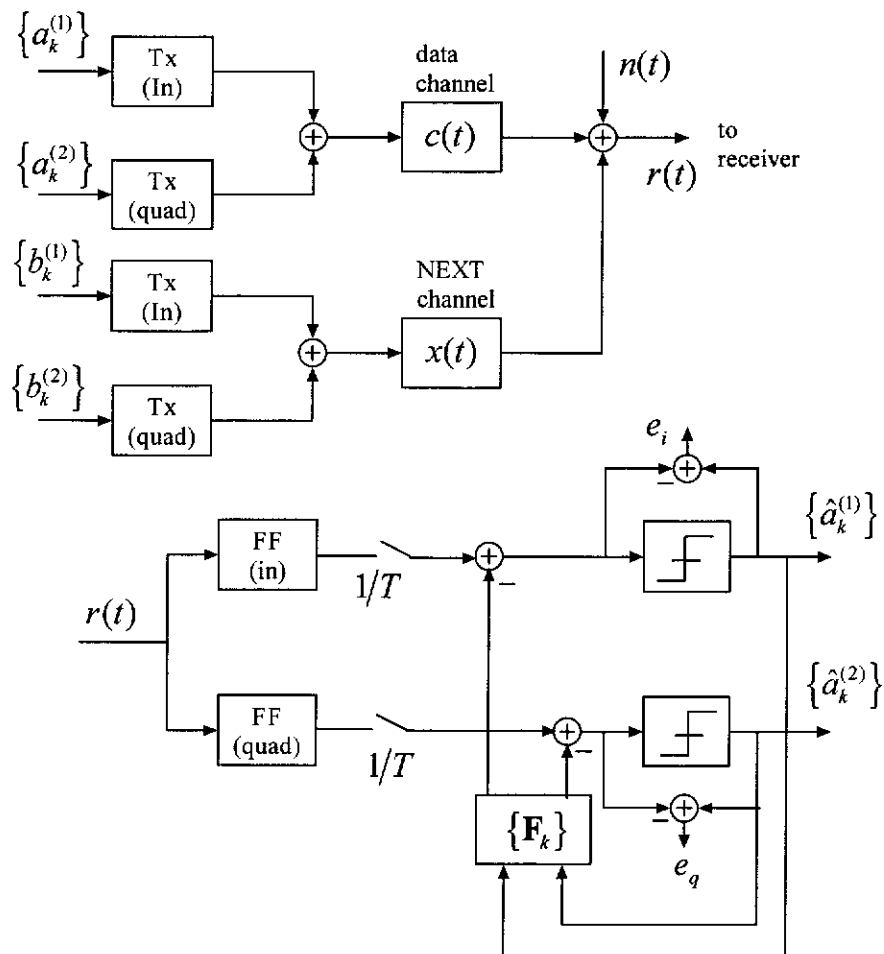 {a_k^(1)}
Tx
(In)
data
channel
n(t)
c(t)
to
receiver
r(t)
{a_k^(2)}
Tx
(quad)
{b_k^(1)}
Tx
(In)
NEXT
channel
x(t)
{b_k^(2)}
Tx
(quad)
e_i
{â_k^(1)}
FF
(in)
1/T
r(t)
{â_k^(2)}
FF
(quad)
1/T
{F_k}
e_q